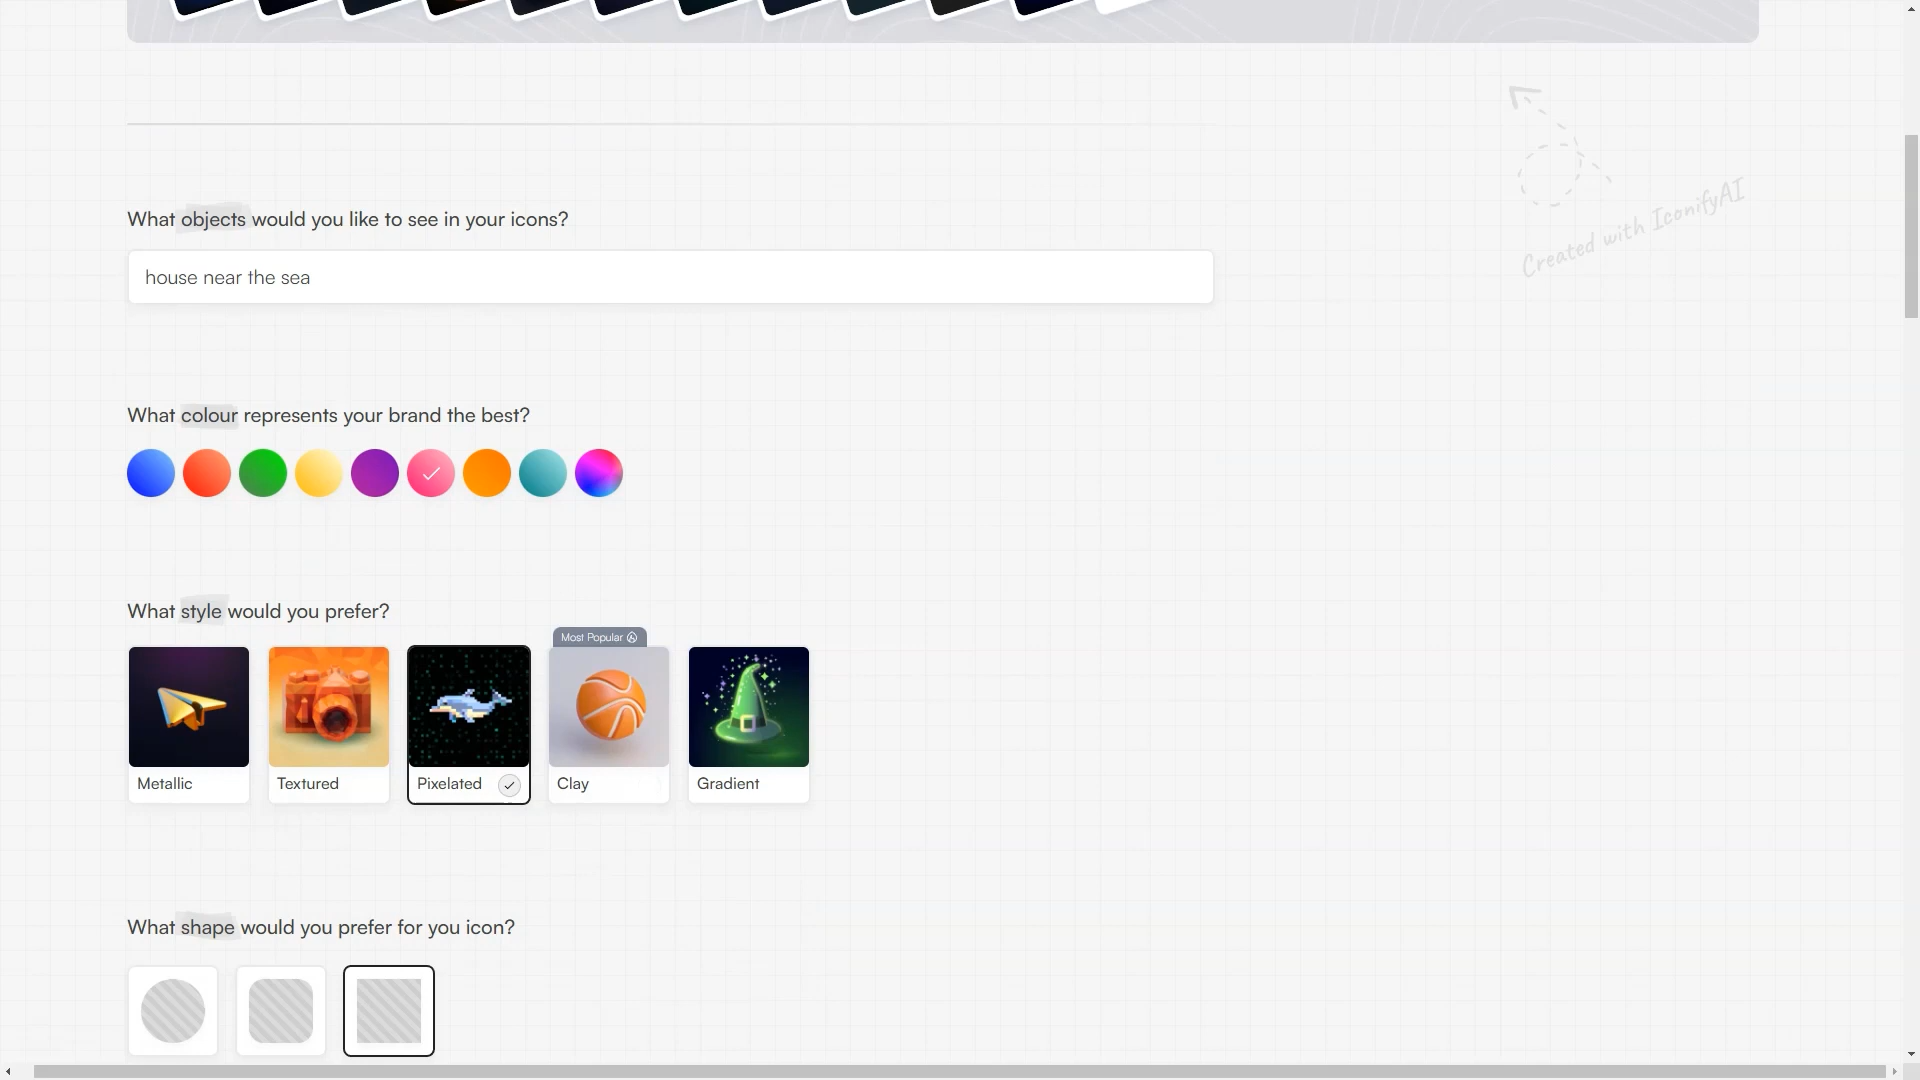 Created with IconifyAI
What objects would you like to see in your icons?
house near the sea
What colour represents your brand the best?
What style would you prefer?
Most Popular
Metallic
Textured
Pixelated
Clay
Gradient
What shape would you prefer for you icon?